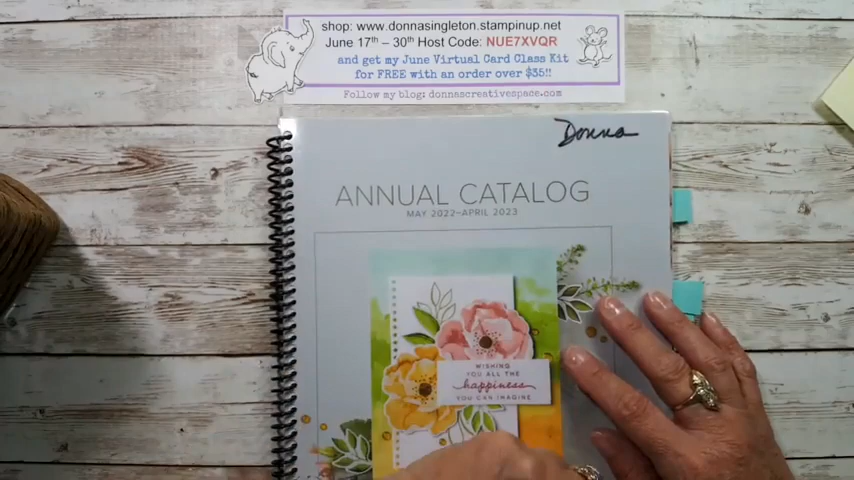 shop: www.donnasingleton.stampinup.net
June 17th – 30th Host Code: NUE7XVQR
and get my June Virtual Card Class Kit
for FREE with an order over $35!!
Follow my blog: donnascreativespace.com
Donna
ANNUAL CATALOG
MAY 2022–APRIL 2023
WISHING
YOU ALL THE
happiness
YOU CAN IMAGINE